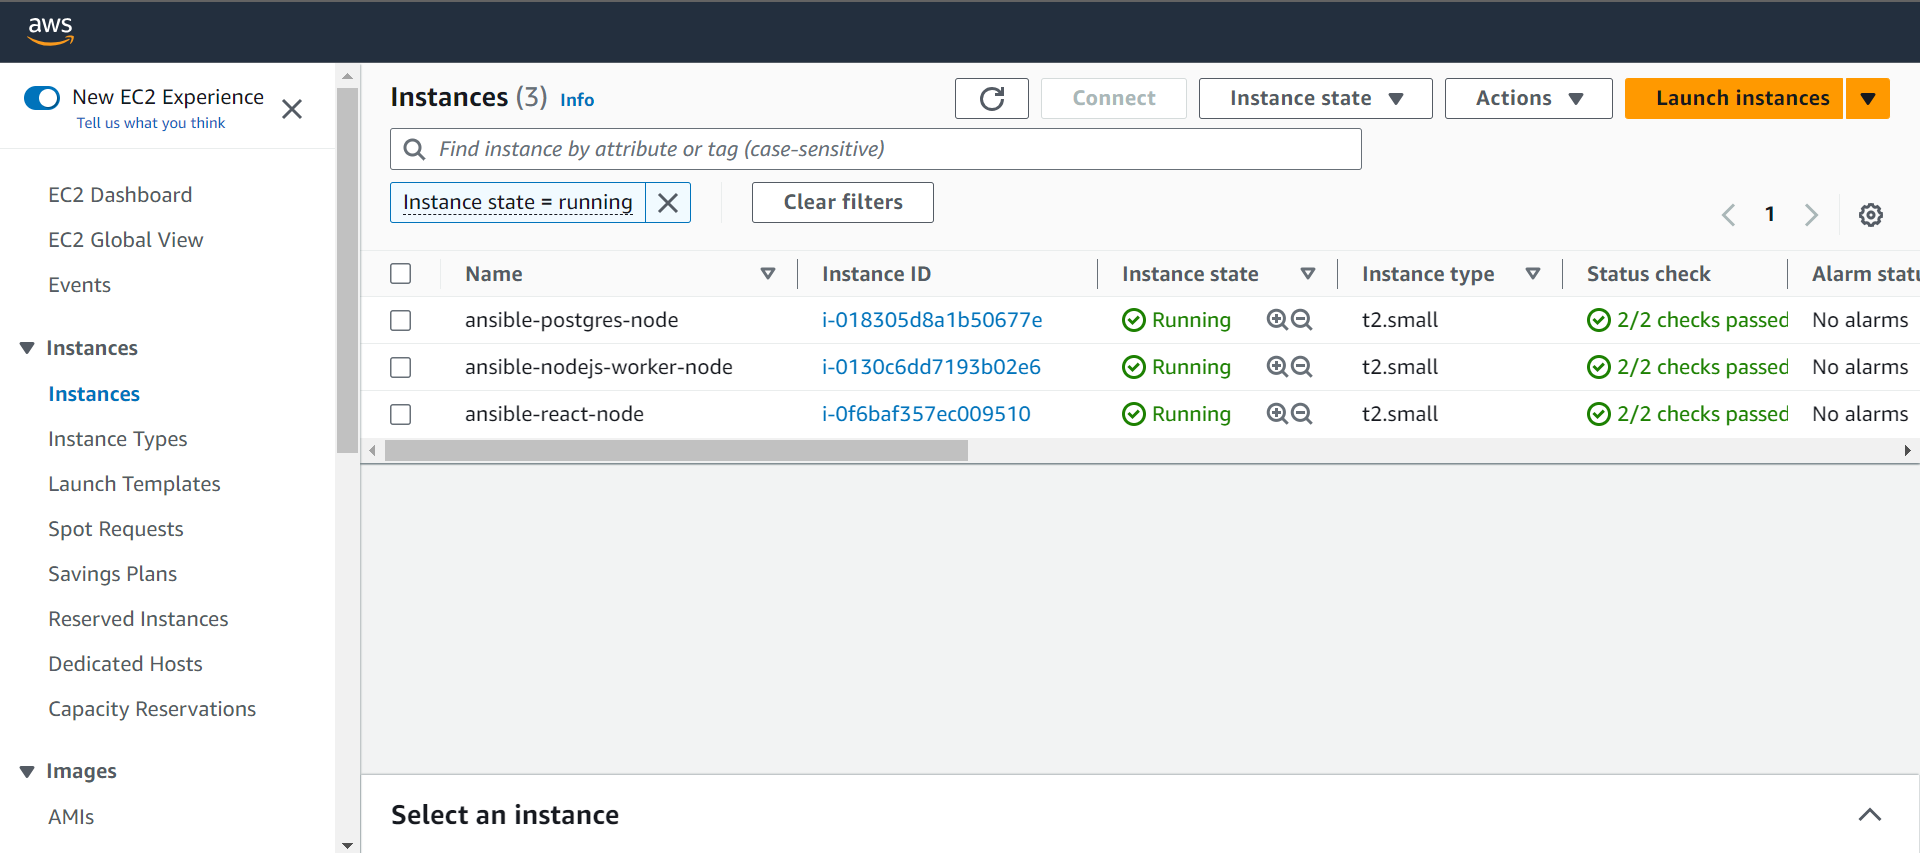 aws
New EC2 Experience
Tell us what you think
EC2 Dashboard
EC2 Global View
Events
Instances
Instances
Instance Types
Launch Templates
Spot Requests
Savings Plans
Reserved Instances
Dedicated Hosts
Capacity Reservations
Images
AMIs
Instances (3) Info
Connect
Instance state
Actions
Launch instances
Find instance by attribute or tag (case-sensitive)
Instance state = running
Clear filters
1
Name Instance ID Instance state Instance type Status check Alarm statu
ansible-postgres-node i-018305d8a1b50677e Running t2.small 2/2 checks passed No alarms
ansible-nodejs-worker-node i-0130c6dd7193b02e6 Running t2.small 2/2 checks passed No alarms
ansible-react-node i-0f6baf357ec009510 Running t2.small 2/2 checks passed No alarms
Select an instance